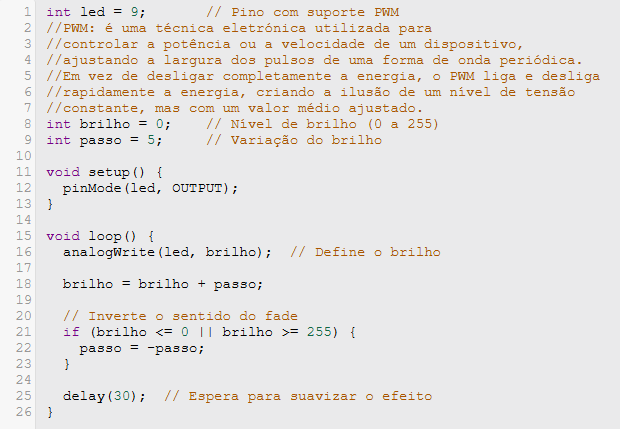 1 int led = 9;       // Pino com suporte PWM
2 //PWM: é uma técnica eletrónica utilizada para
3 //controlar a potência ou a velocidade de um dispositivo,
4 //ajustando a largura dos pulsos de uma forma de onda periódica.
5 //Em vez de desligar completamente a energia, o PWM liga e desliga
6 //rapidamente a energia, criando a ilusão de um nível de tensão
7 //constante, mas com um valor médio ajustado.
8 int brilho = 0;    // Nível de brilho (0 a 255)
9 int passo = 5;     // Variação do brilho
10
11 void setup() {
12   pinMode(led, OUTPUT);
13 }
14
15 void loop() {
16   analogWrite(led, brilho);  // Define o brilho
17
18   brilho = brilho + passo;
19
20   // Inverte o sentido do fade
21   if (brilho <= 0 || brilho >= 255) {
22     passo = -passo;
23   }
24
25   delay(30);  // Espera para suavizar o efeito
26 }